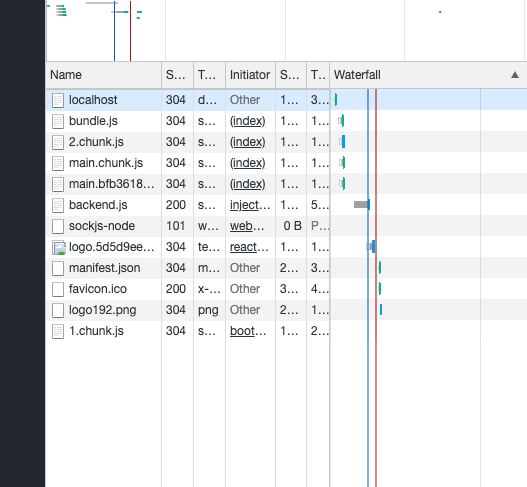 Name S... T... Initiator S... T... Waterfall
localhost 304 d... Other 1... 3...
bundle.js 304 s... (index) 1... 1...
2.chunk.js 304 s... (index) 1... 1...
main.chunk.js 304 s... (index) 1... 1...
main.bfb3618... 304 s... (index) 1... 1...
backend.js 200 s... inject... 1... 5...
sockjs-node 101 w... web... 0 B P...
logo.5d5d9ee... 304 te... react... 1... 1...
manifest.json 304 m... Other 2... 3...
favicon.ico 200 x-... Other 3... 4...
logo192.png 304 png Other 2... 1...
1.chunk.js 304 s... boot... 1... 2...